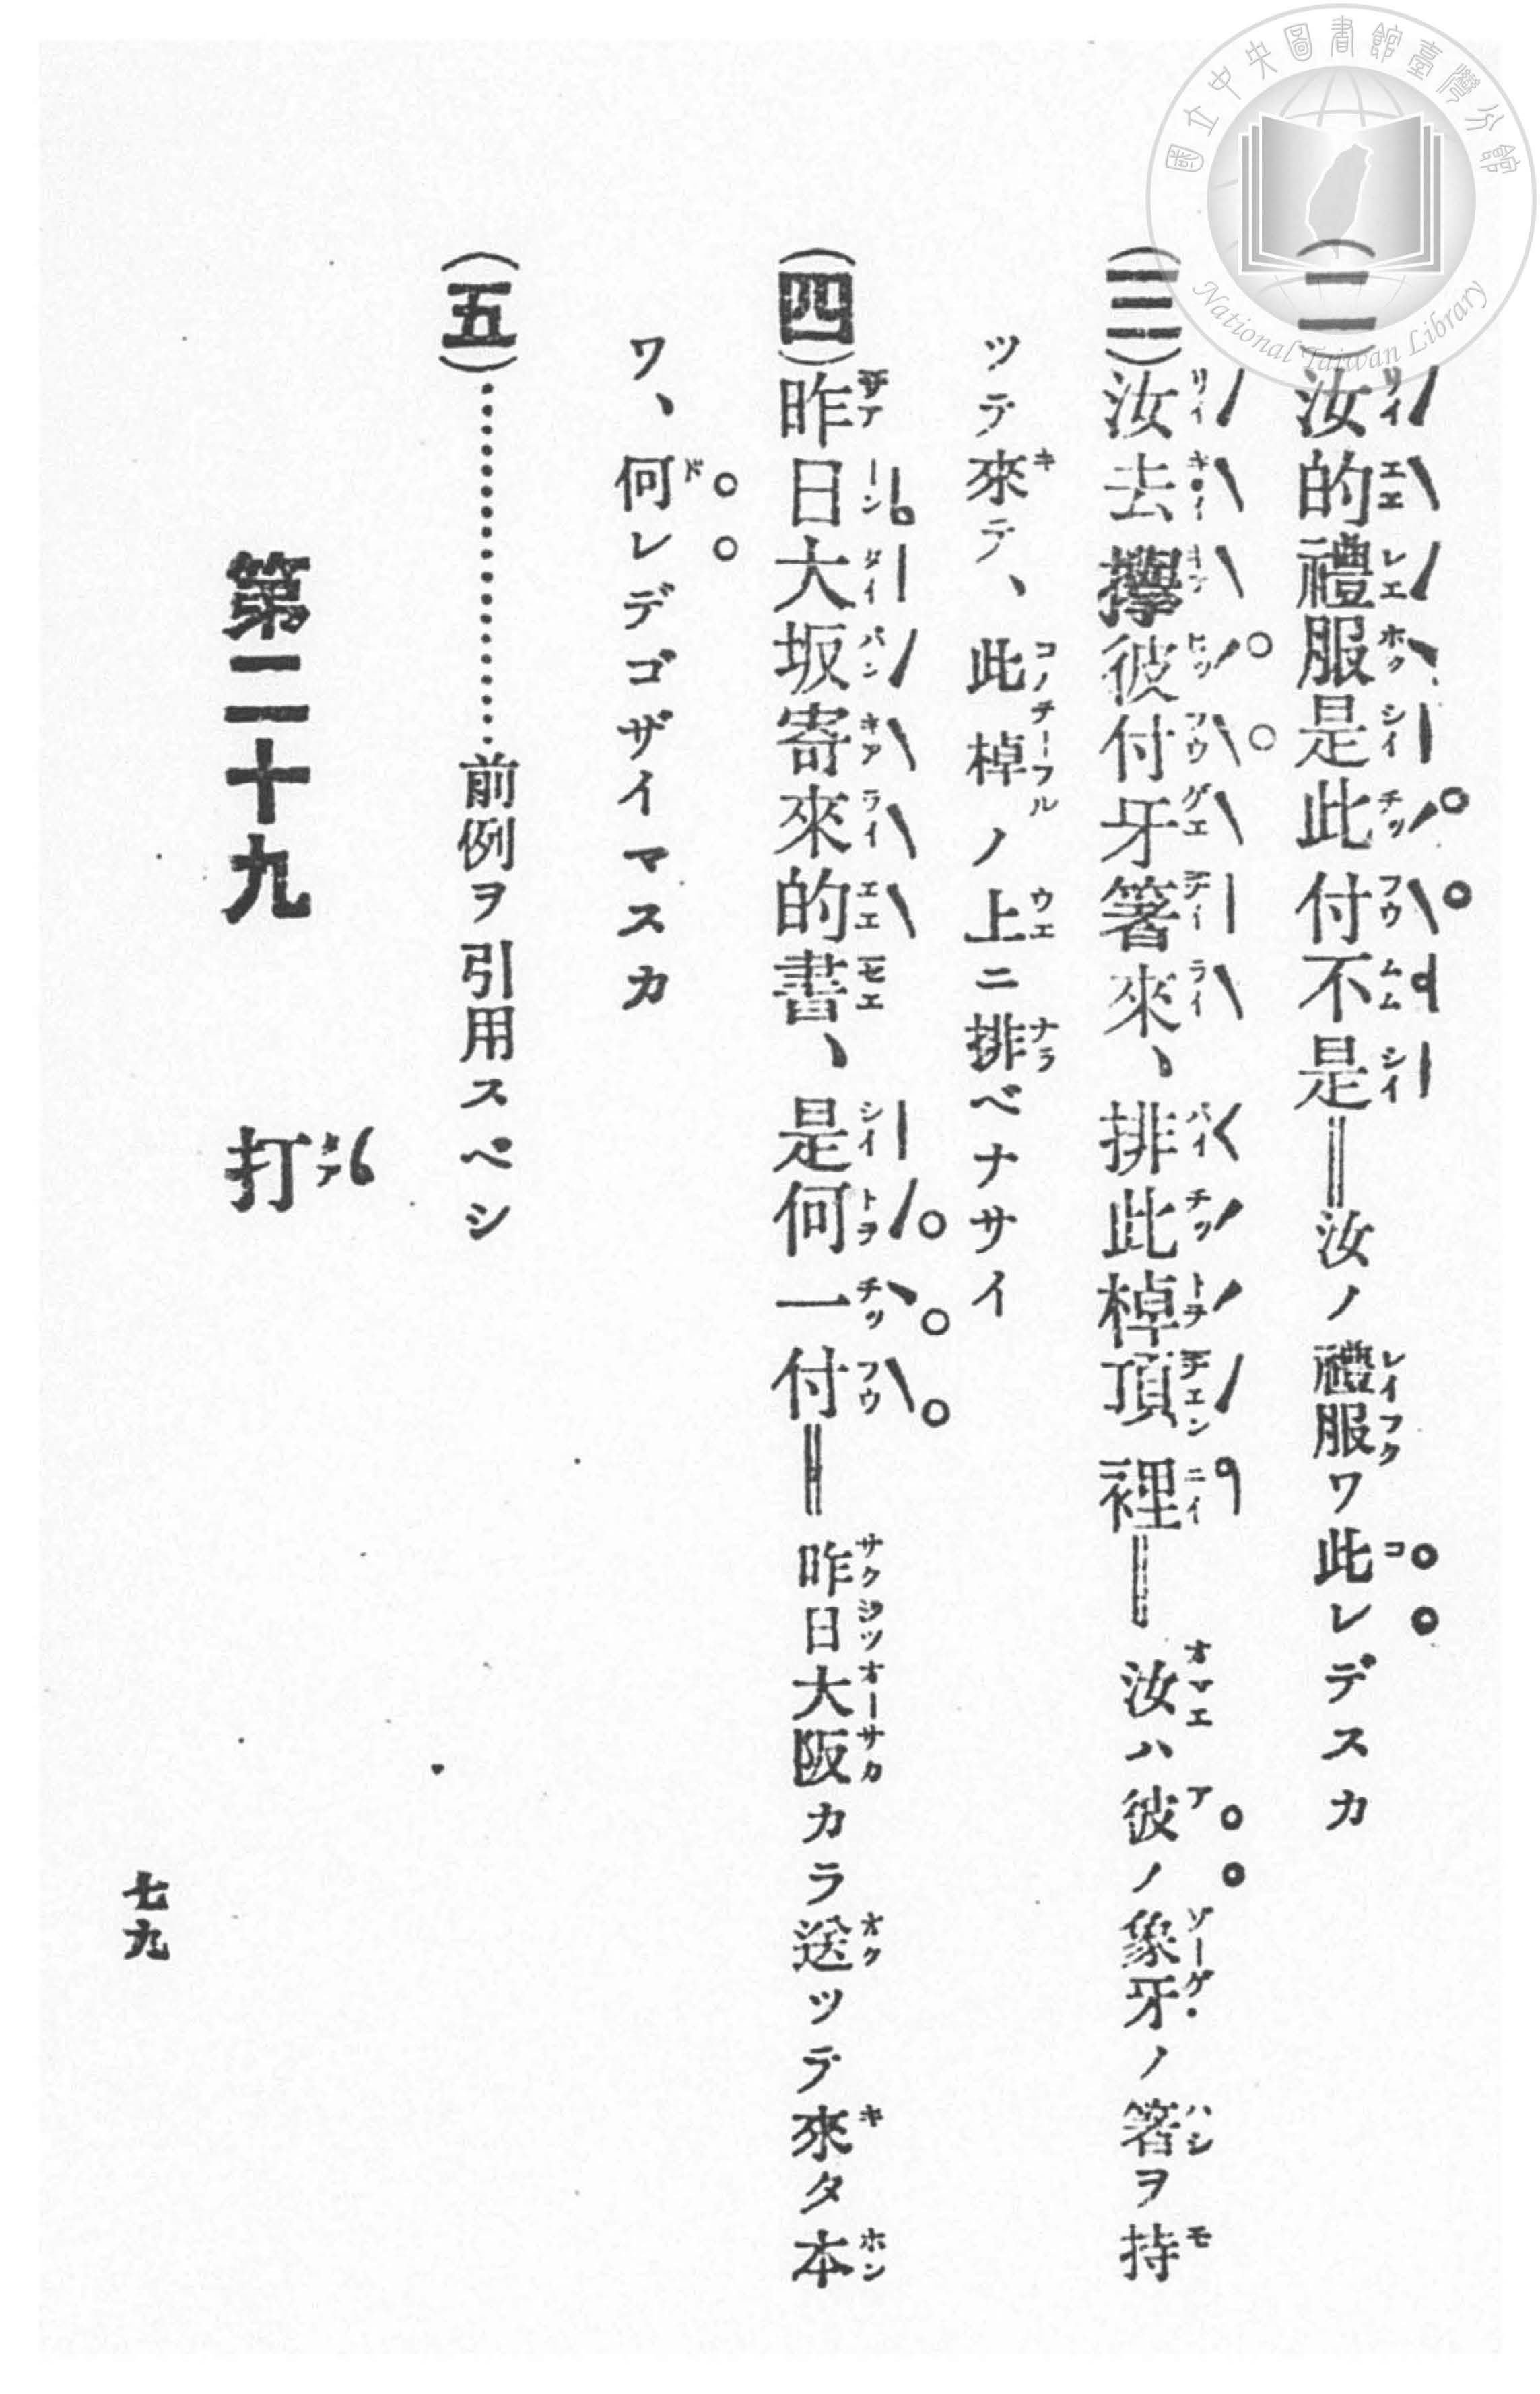 國立中央圖書館臺灣分館
National Taiwan Library
(二)汝的禮服是此付不是‖汝ノ禮服ワ此レデスカ
(三)汝去攑彼付牙箸來、排此棹頂裡‖汝ハ彼ノ象牙ノ箸ヲ持
ツテ來テ、此棹ノ上ニ排ベナサイ
(四)昨日大坂寄來的書、是何一付‖昨日大阪カラ送ツテ來タ本
ワ、何レデゴザイマスカ
(五)……………前例ヲ引用スベシ
第二十九 打
七九